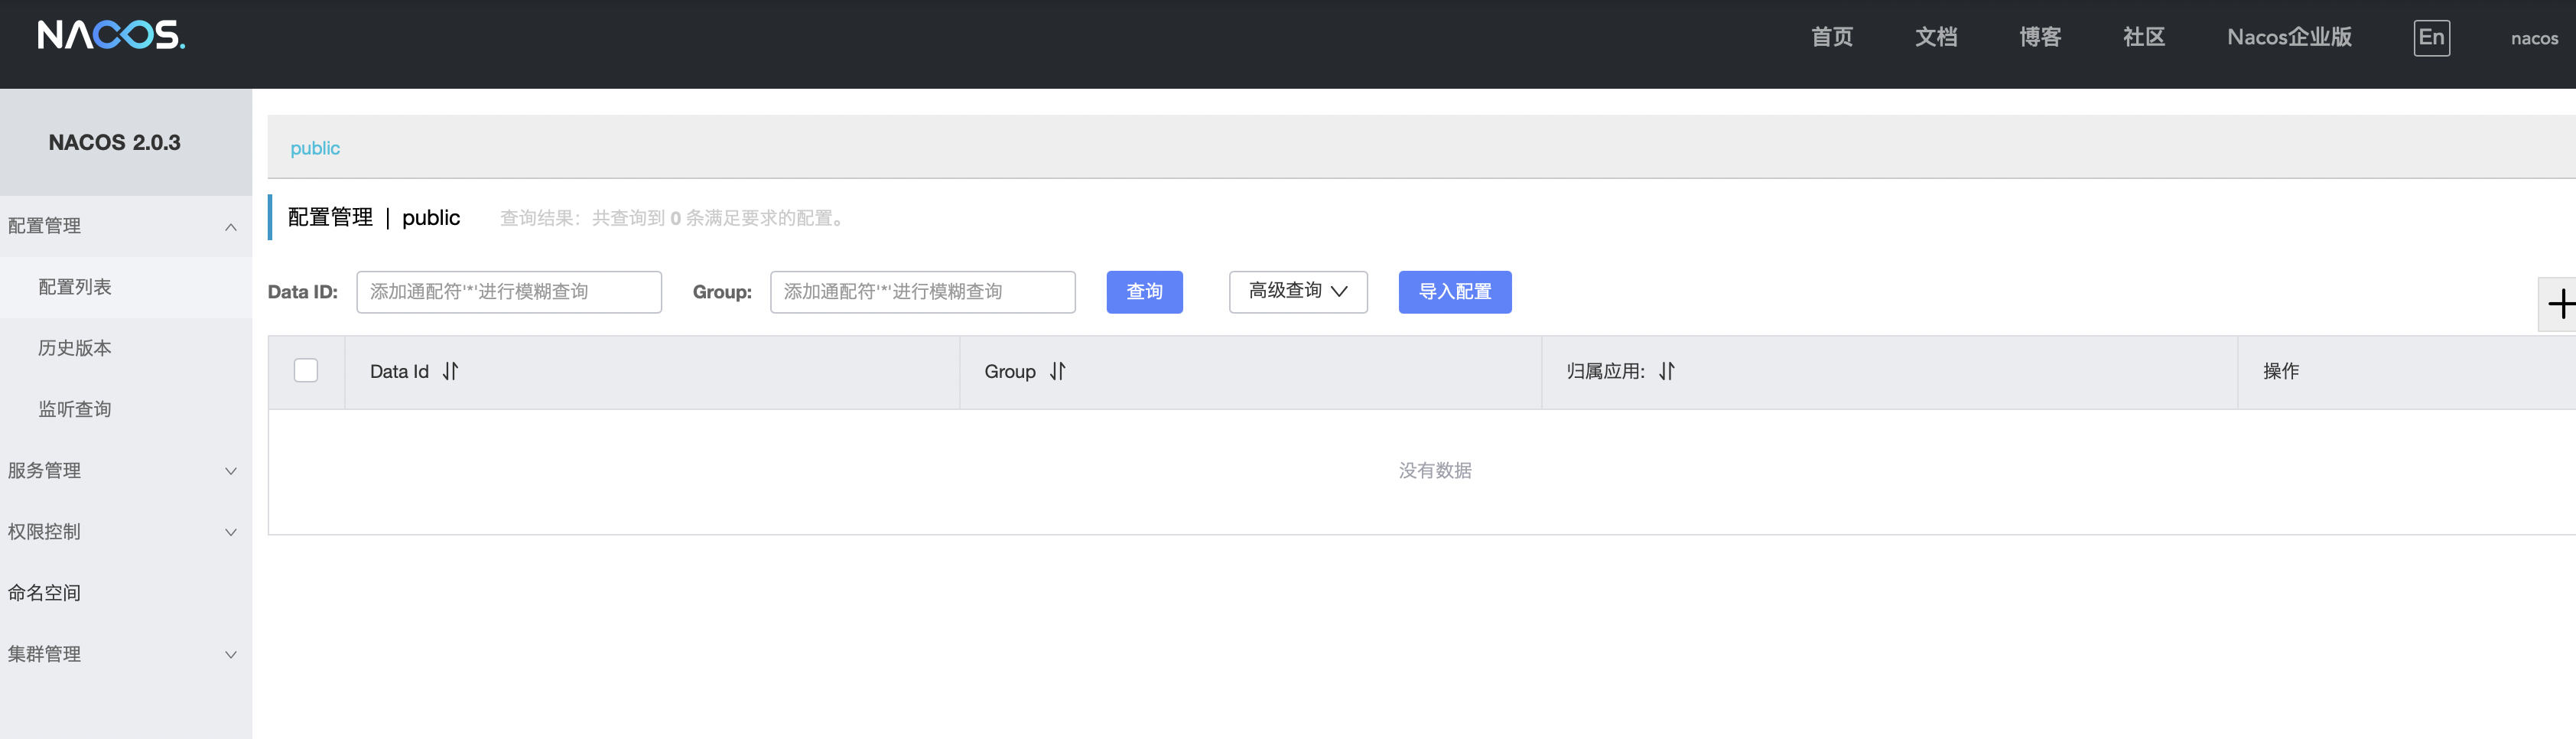 NACOS. 首页 文档 博客 社区 Nacos企业版 En nacos
NACOS 2.0.3
配置管理
配置列表
历史版本
监听查询
服务管理
权限控制
命名空间
集群管理
public
配置管理 | public 查询结果：共查询到 0 条满足要求的配置。
Data ID: 添加通配符'*'进行模糊查询 Group: 添加通配符'*'进行模糊查询 查询 高级查询 导入配置
Data Id Group 归属应用: 操作
没有数据